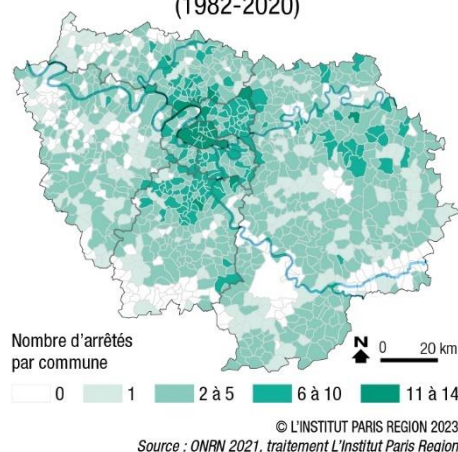 (1982-2020)
Nombre d'arrêtés
par commune
N
0 20 km
0 1 2 à 5 6 à 10 11 à 14
© L'INSTITUT PARIS REGION 2023
Source : ONRN 2021, traitement L'Institut Paris Region